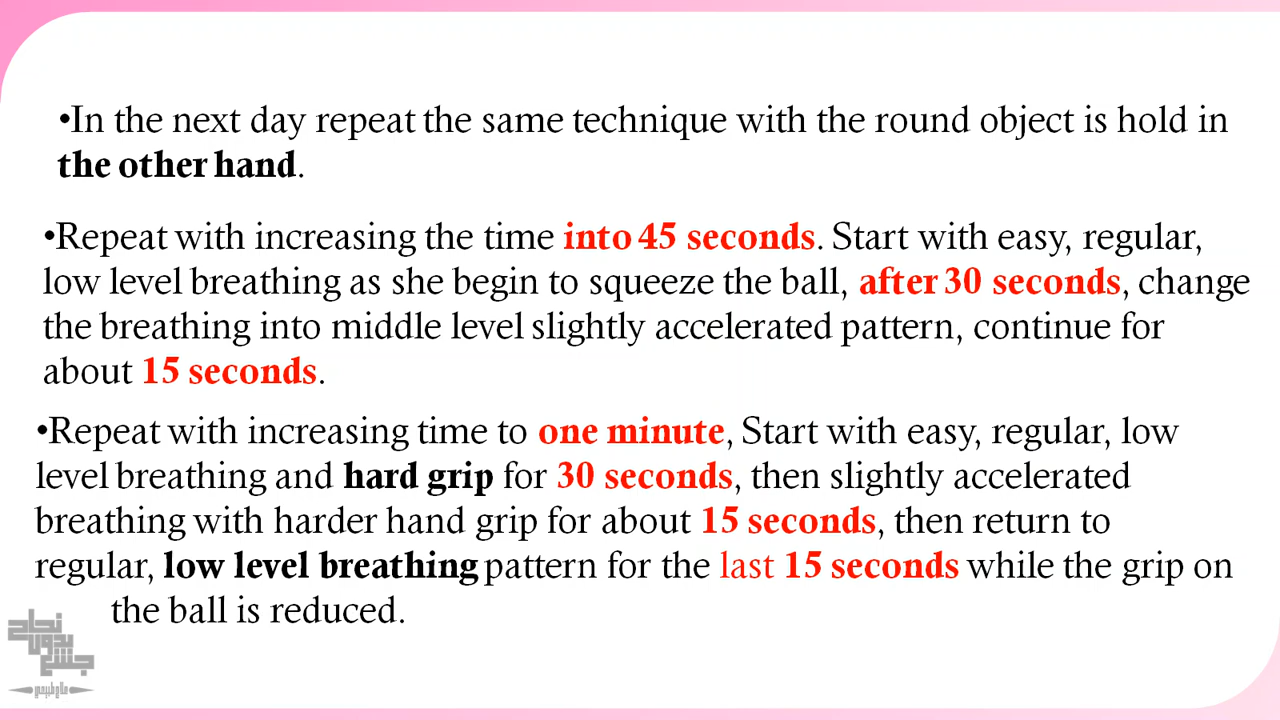 •In the next day repeat the same technique with the round object is hold in
the other hand.
•Repeat with increasing the time into 45 seconds. Start with easy, regular,
low level breathing as she begin to squeeze the ball, after 30 seconds, change
the breathing into middle level slightly accelerated pattern, continue for
about 15 seconds.
•Repeat with increasing time to one minute, Start with easy, regular, low
level breathing and hard grip for 30 seconds, then slightly accelerated
breathing with harder hand grip for about 15 seconds, then return to
regular, low level breathing pattern for the last 15 seconds while the grip on
the ball is reduced.
نجاح
بدون
جشع
علاج طبيعي